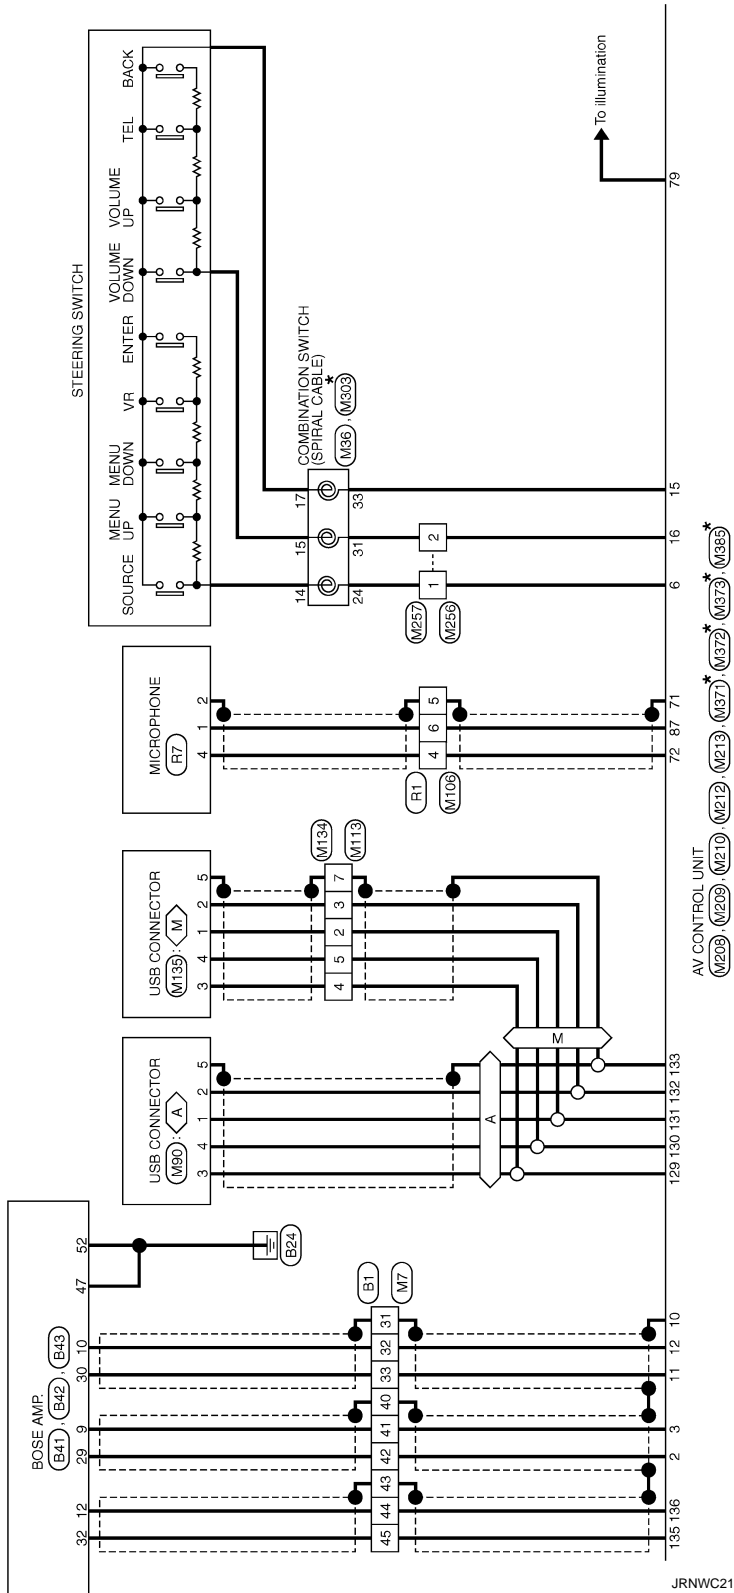 STEERING SWITCH
SOURCE
MENU UP
MENU DOWN
VR
ENTER
VOLUME DOWN
VOLUME UP
TEL
BACK
COMBINATION SWITCH
(SPIRAL CABLE)
M36 , M303 *
14 15 17
24 31 33
M257
1 2
M256
6 16 15 79
To illumination
MICROPHONE
R7
4 1 2
R1
4 6 5
M106
72 87 71
USB CONNECTOR
M135 : M
3 4 1 2 5
M134
4 5 2 3 7
M113
M
USB CONNECTOR
M90 : A
3 4 1 2 5
A
129 130 131 132 133
BOSE AMP.
B41 , B42 , B43
32 12 29 9 30 10 47 52
B24
B1
45 44 43 42 41 40 33 32 31
M7
135 136 2 3 11 12 10
AV CONTROL UNIT
M208 , M209 , M210 , M212 , M213 , M371 * , M372 * , M373 * , M385 *
JRNWC21